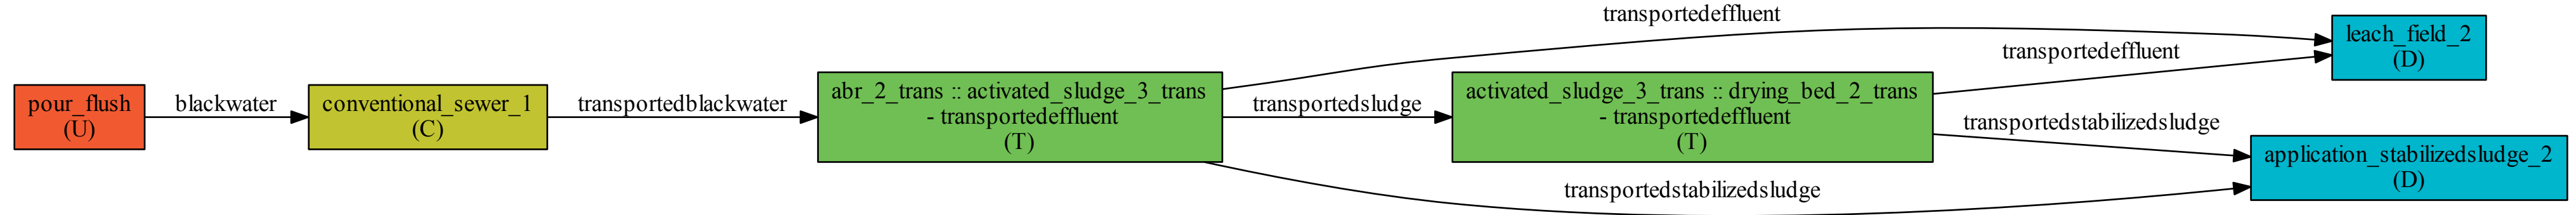 pour_flush
(U)
blackwater
conventional_sewer_1
(C)
transportedblackwater
abr_2_trans :: activated_sludge_3_trans
- transportedeffluent
(T)
transportedeffluent
transportedsludge
transportedstabilizedsludge
activated_sludge_3_trans :: drying_bed_2_trans
- transportedeffluent
(T)
transportedeffluent
transportedstabilizedsludge
leach_field_2
(D)
application_stabilizedsludge_2
(D)